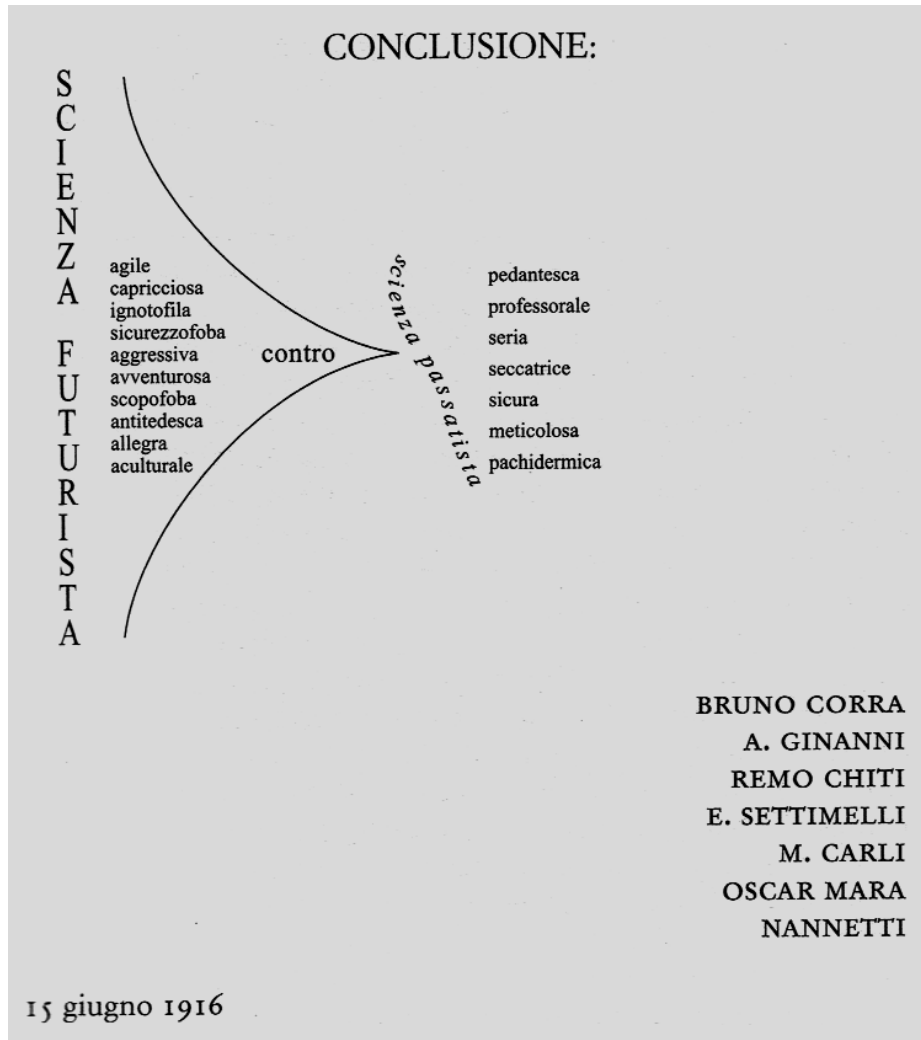 CONCLUSIONE:
SCIENZA FUTURISTA
agile
capricciosa
ignotofila
sicurezzofoba
aggressiva
avventurosa
scopofoba
antitedesca
allegra
aculturale
contro
scienza passatista
pedantesca
professorale
seria
seccatrice
sicura
meticolosa
pachidermica
BRUNO CORRA
A. GINANNI
REMO CHITI
E. SETTIMELLI
M. CARLI
OSCAR MARA
NANNETTI
15 giugno 1916